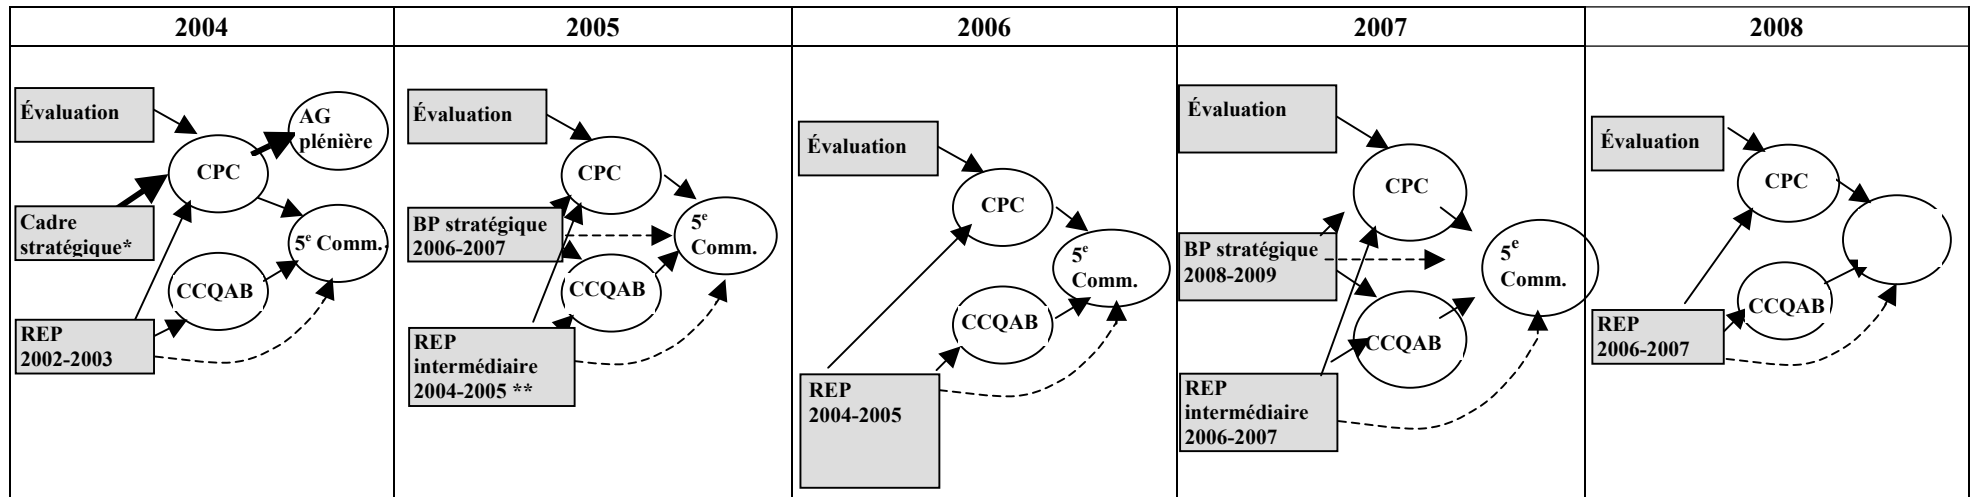 2004
2005
2006
2007
2008
Évaluation
AG
plénière
CPC
Cadre
stratégique*
5e Comm.
CCQAB
REP
2002-2003
Évaluation
CPC
BP stratégique
2006-2007
5e
Comm.
CCQAB
REP
intermédiaire
2004-2005 **
Évaluation
CPC
5e
Comm.
CCQAB
REP
2004-2005
Évaluation
CPC
BP stratégique
2008-2009
5e
Comm.
CCQAB
REP
intermédiaire
2006-2007
Évaluation
CPC
CCQAB
REP
2006-2007